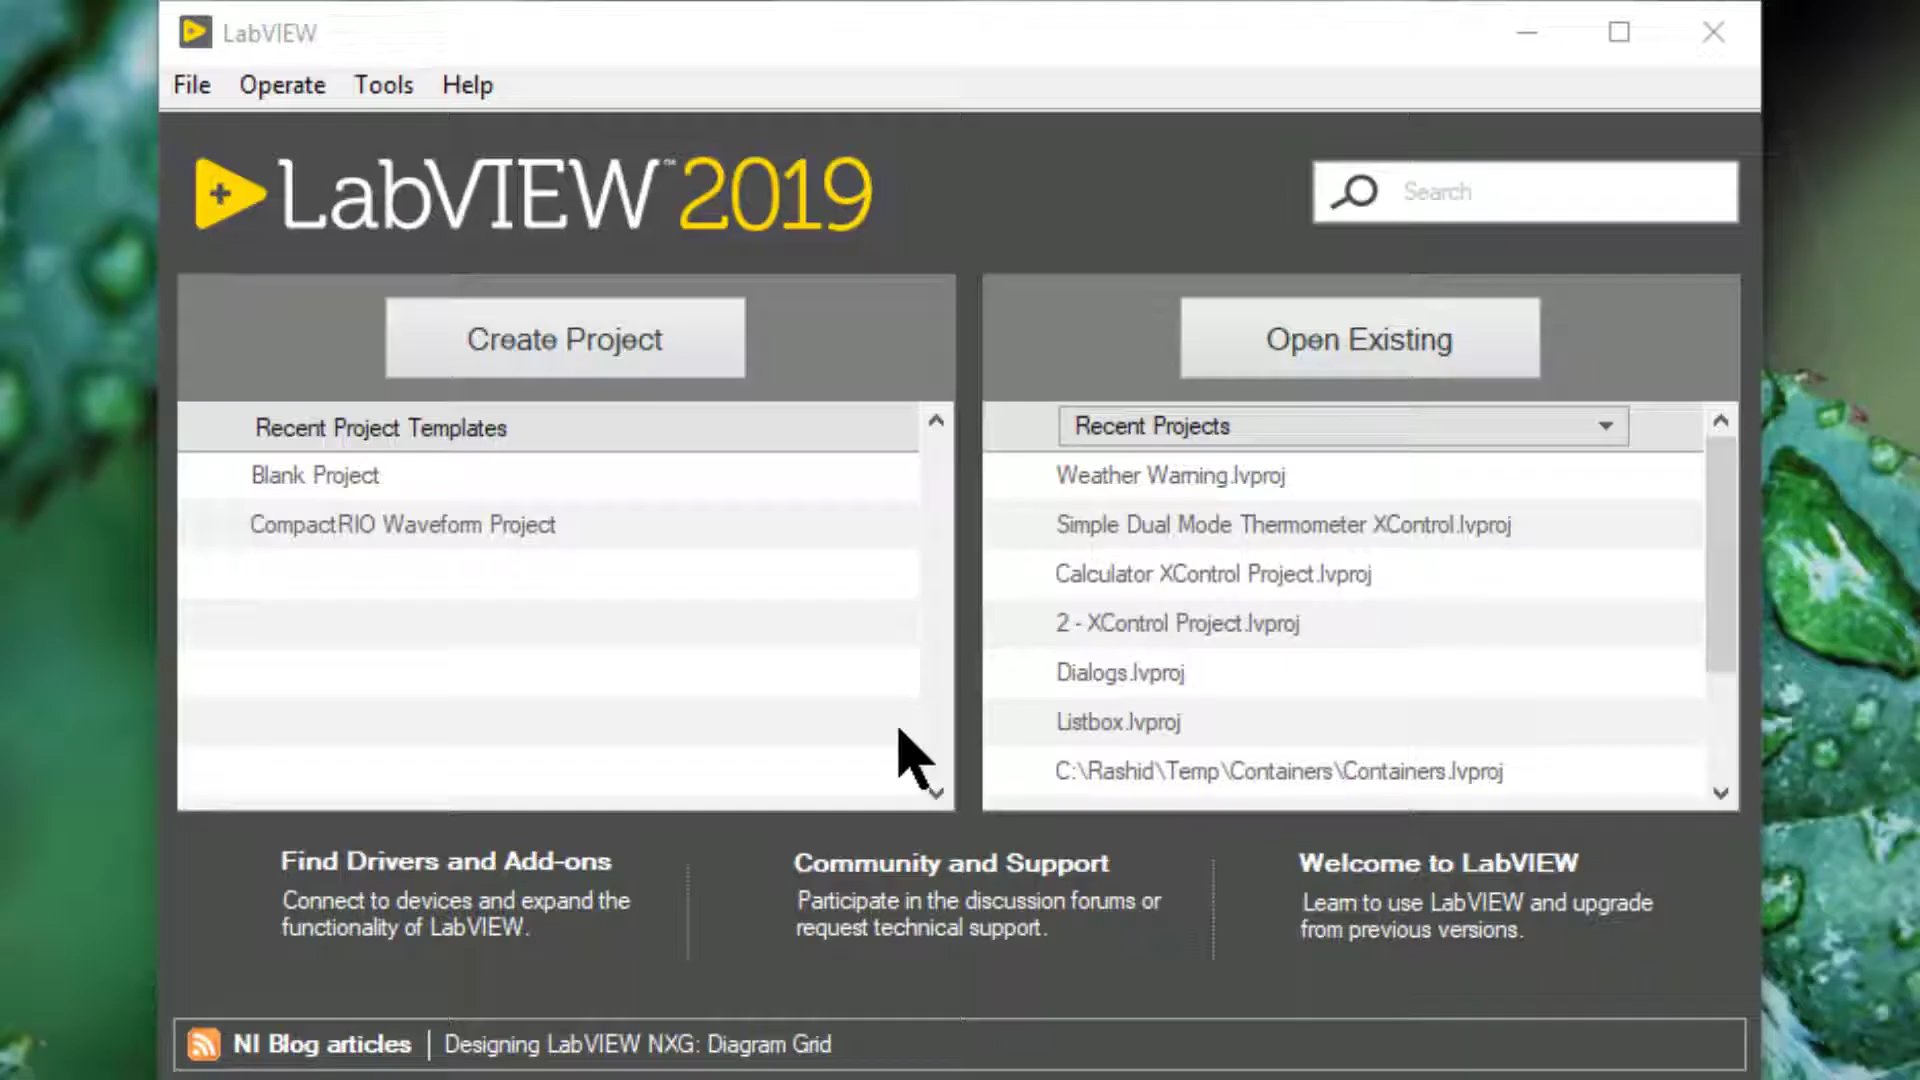 LabVIEW
File Operate Tools Help
LabVIEW™ 2019
Search
Create Project
Recent Project Templates
Blank Project
CompactRIO Waveform Project
Open Existing
Recent Projects
Weather Warning.lvproj
Simple Dual Mode Thermometer XControl.lvproj
Calculator XControl Project.lvproj
2 - XControl Project.lvproj
Dialogs.lvproj
Listbox.lvproj
C:\Rashid\Temp\Containers\Containers.lvproj
Find Drivers and Add-ons
Connect to devices and expand the
functionality of LabVIEW.
Community and Support
Participate in the discussion forums or
request technical support.
Welcome to LabVIEW
Learn to use LabVIEW and upgrade
from previous versions.
NI Blog articles | Designing LabVIEW NXG: Diagram Grid